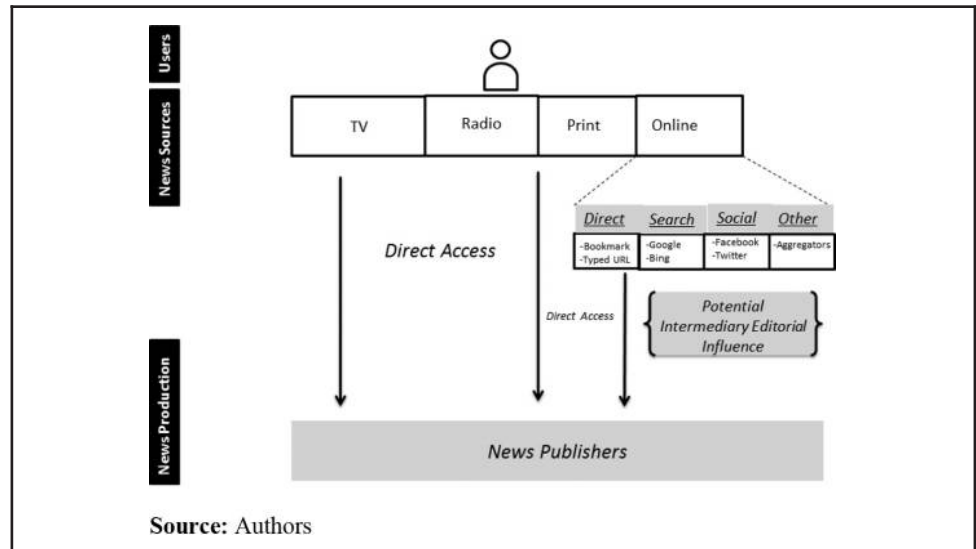 Users
News Sources
TV
Radio
Print
Online
Direct
Search
Social
Other
-Bookmark
-Typed URL
-Google
-Bing
-Facebook
-Twitter
-Aggregators
Direct Access
Direct Access
Potential
Intermediary Editorial
Influence
News Production
News Publishers
Source: Authors